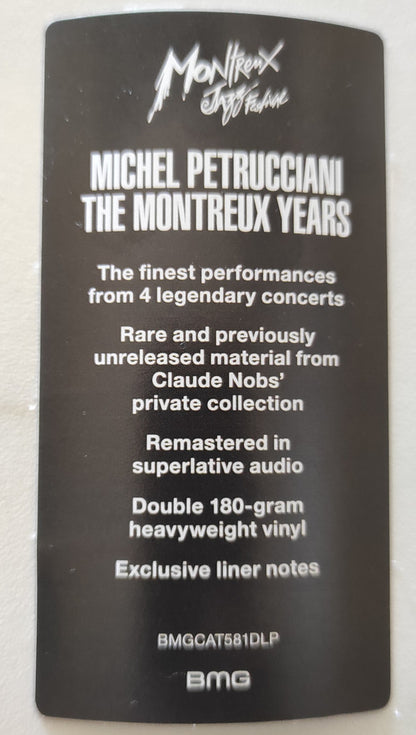 Montreux
Jazz Festival
MICHEL PETRUCCIANI
THE MONTREUX YEARS
The finest performances
from 4 legendary concerts
Rare and previously
unreleased material from
Claude Nobs'
private collection
Remastered in
superlative audio
Double 180-gram
heavyweight vinyl
Exclusive liner notes
BMGCAT581DLP
BMG